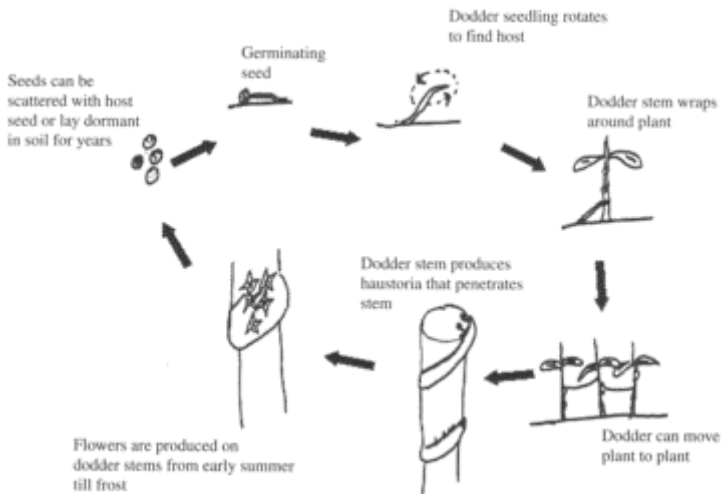 Dodder seedling rotates
to find host
Germinating
seed
Seeds can be
scattered with host
seed or lay dormant
in soil for years
Dodder stem wraps
around plant
Dodder stem produces
haustoria that penetrates
stem
Dodder can move
plant to plant
Flowers are produced on
dodder stems from early summer
till frost